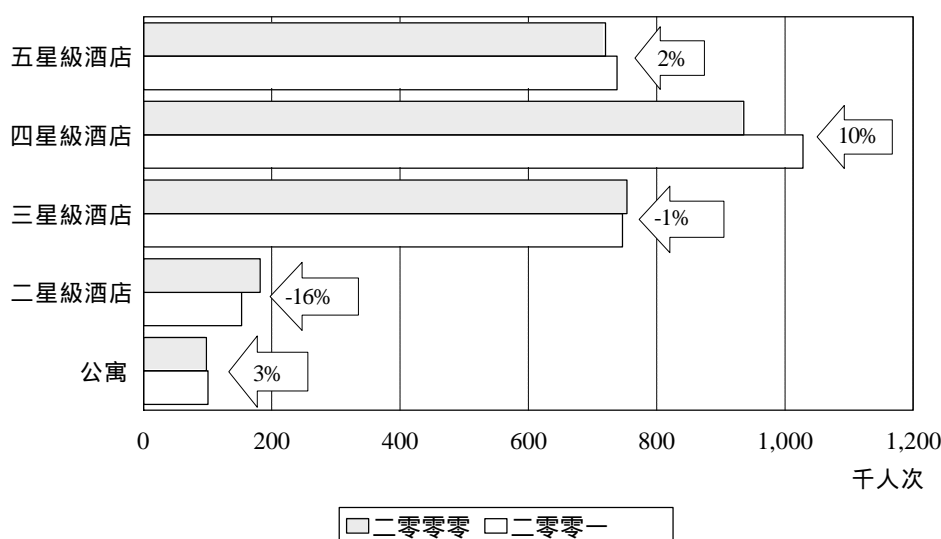 五星級酒店
2%
四星級酒店
10%
三星級酒店
-1%
二星級酒店
-16%
公寓
3%
0 200 400 600 800 1,000 1,200
千人次
二零零零 二零零一